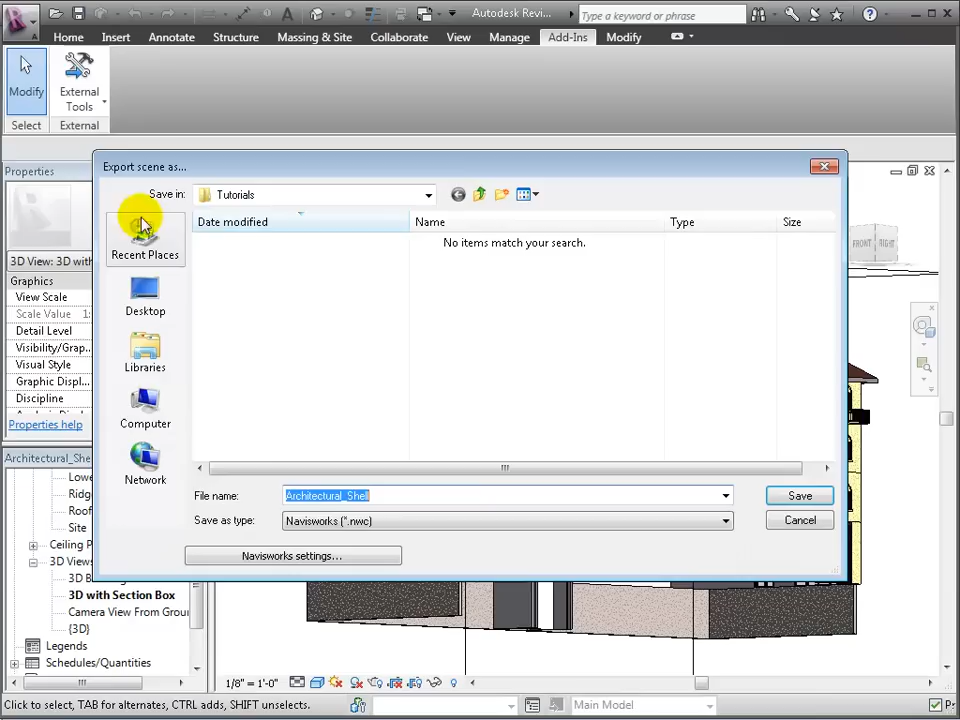 Autodesk Revi...
Type a keyword or phrase
Home Insert Annotate Structure Massing & Site Collaborate View Manage Add-Ins Modify
Modify
External
Tools
Select External
Properties
Export scene as...
Save in: Tutorials
Date modified Name Type Size
No items match your search.
Recent Places
Desktop
Libraries
Computer
Network
File name: Architectural_Shell
Save
Save as type: Navisworks (*.nwc)
Cancel
Navisworks settings...
FRONT RIGHT
3D View: 3D with
Graphics
View Scale
Scale Value 1:
Detail Level
Visibility/Grap...
Visual Style
Graphic Displ...
Discipline
Properties help
Architectural_She
Lowe
Ridg
Roof
Site
Ceiling P
3D Views
3D B
3D with Section Box
Camera View From Grou
{3D}
Legends
Schedules/Quantities
1/8" = 1'-0"
Click to select, TAB for alternates, CTRL adds, SHIFT unselects.
Main Model